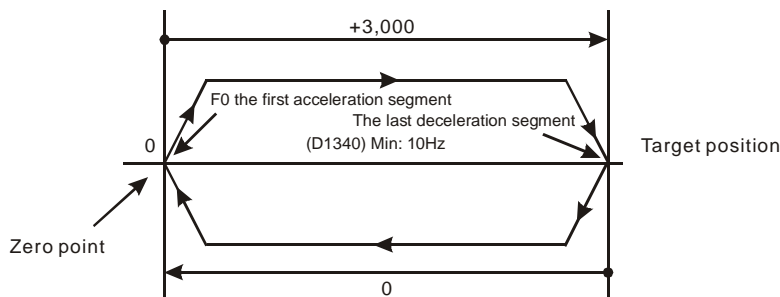 +3,000
F0 the first acceleration segment
The last deceleration segment
0
(D1340) Min: 10Hz
Target position
Zero point
0